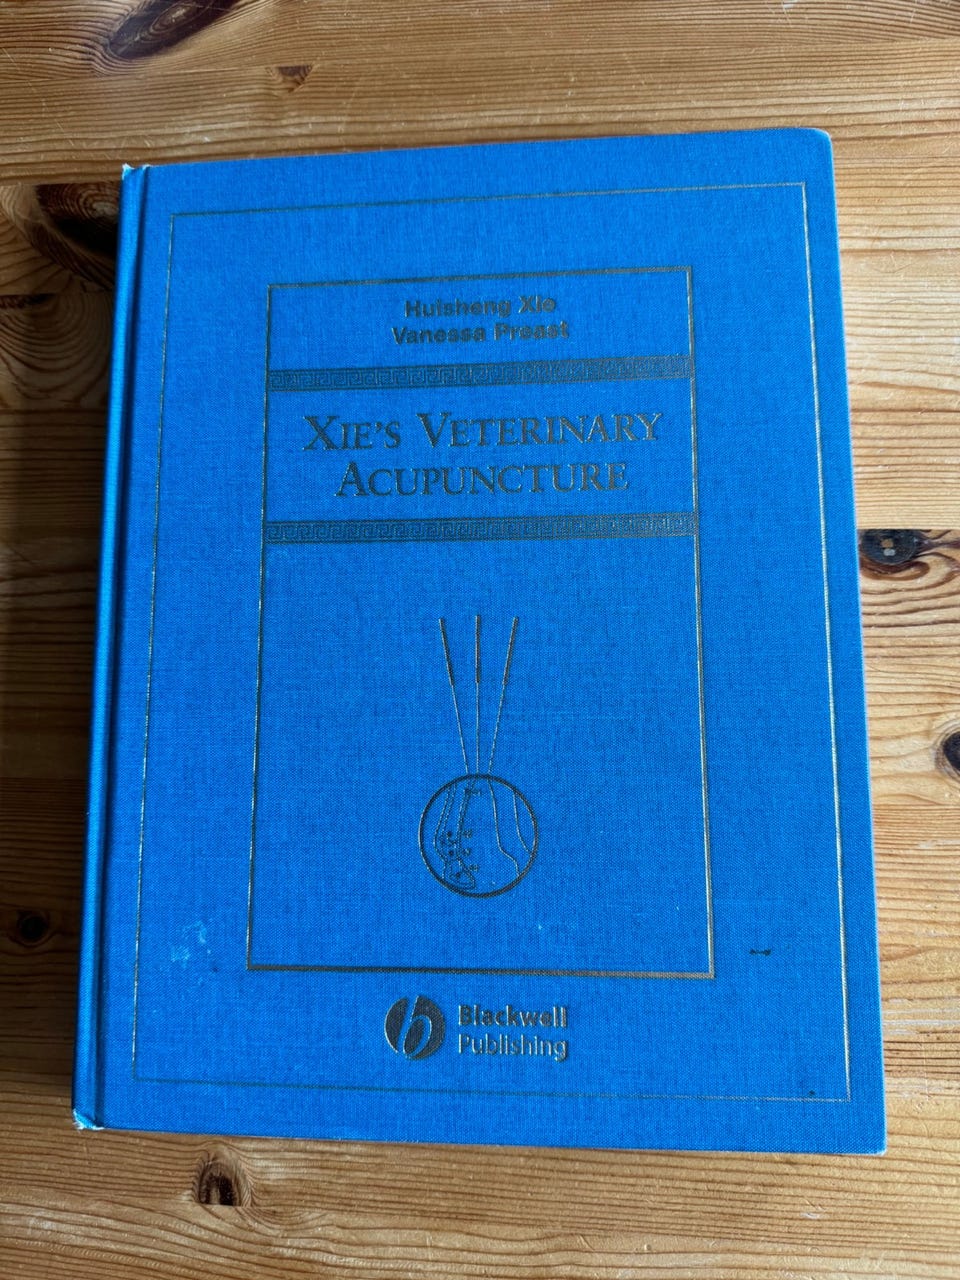 Huisheng Xie
Vanessa Preast
XIE'S VETERINARY
ACUPUNCTURE
b
Blackwell
Publishing